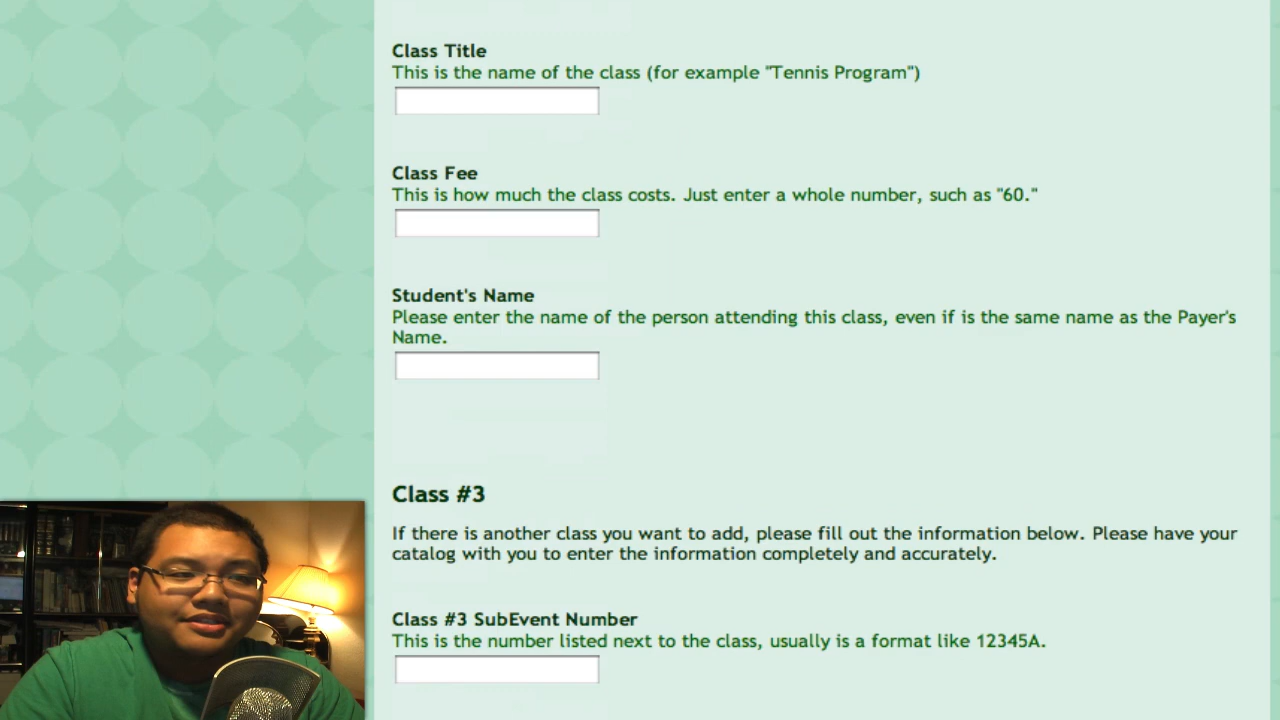 Class Title
This is the name of the class (for example "Tennis Program")
Class Fee
This is how much the class costs. Just enter a whole number, such as "60."
Student's Name
Please enter the name of the person attending this class, even if is the same name as the Payer's
Name.
Class #3
If there is another class you want to add, please fill out the information below. Please have your
catalog with you to enter the information completely and accurately.
Class #3 SubEvent Number
This is the number listed next to the class, usually is a format like 12345A.